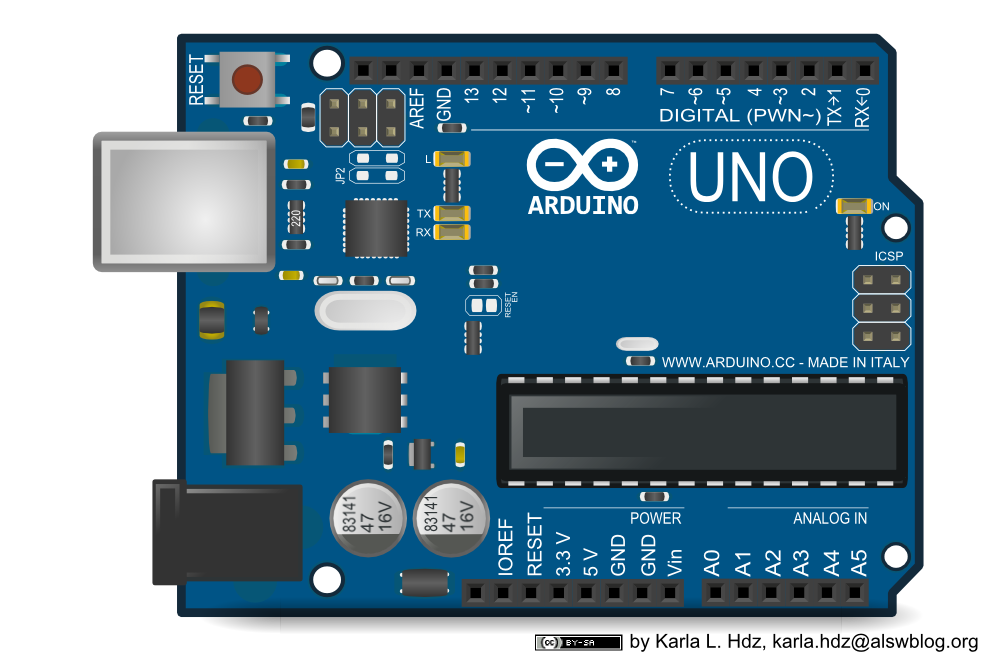 RESET
AREF
GND
13
12
~11
~10
~9
8
7
~6
~5
4
~3
2
TX→1
RX←0
DIGITAL (PWN~)
JP2
L
TX
RX
220
ARDUINO
™
UNO
ON
ICSP
RESET
EN
WWW.ARDUINO.CC - MADE IN ITALY
83141
47
16V
83141
47
16V
POWER
ANALOG IN
IOREF
RESET
3.3 V
5 V
GND
GND
Vin
A0
A1
A2
A3
A4
A5
cc BY-SA by Karla L. Hdz, karla.hdz@alswblog.org